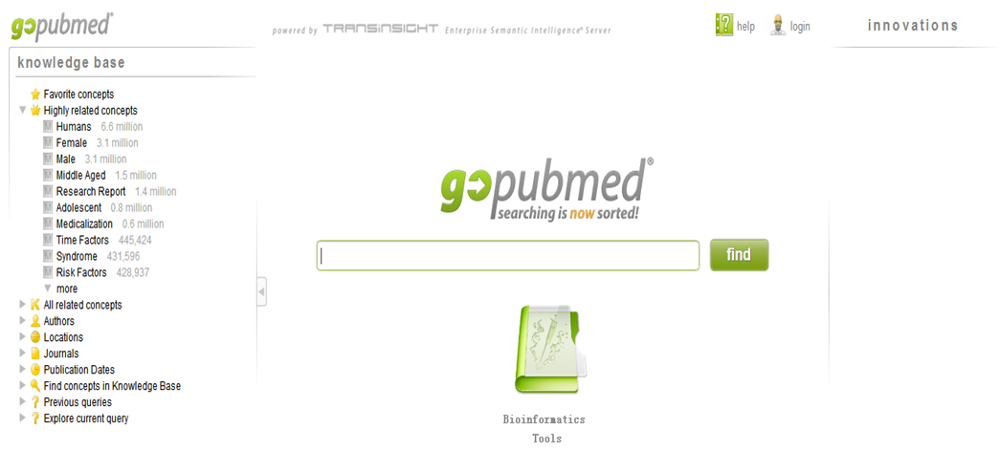 gopubmed®
powered by TRANSINSIGHT Enterprise Semantic Intelligence® Server
help
login
innovations
knowledge base
Favorite concepts
Highly related concepts
M Humans 6.6 million
M Female 3.1 million
M Male 3.1 million
M Middle Aged 1.5 million
M Research Report 1.4 million
M Adolescent 0.8 million
M Medicalization 0.6 million
M Time Factors 445,424
M Syndrome 431,596
M Risk Factors 428,937
more
All related concepts
Authors
Locations
Journals
Publication Dates
Find concepts in Knowledge Base
Previous queries
Explore current query
gopubmed®
searching is now sorted!
find
Bioinformatics
Tools